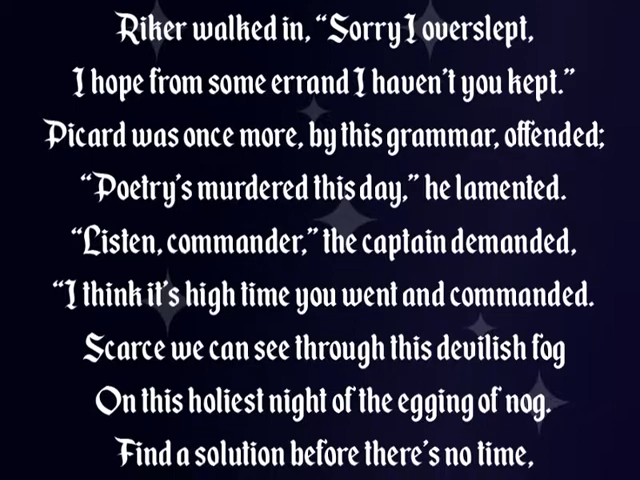 Riker walked in, “Sorry I overslept,
I hope from some errand I haven't you kept.”
Picard was once more, by this grammar, offended;
“Poetry's murdered this day,” he lamented.
“Listen, commander,” the captain demanded,
“I think it's high time you went and commanded.
Scarce we can see through this devilish fog
On this holiest night of the egging of nog.
Find a solution before there's no time,